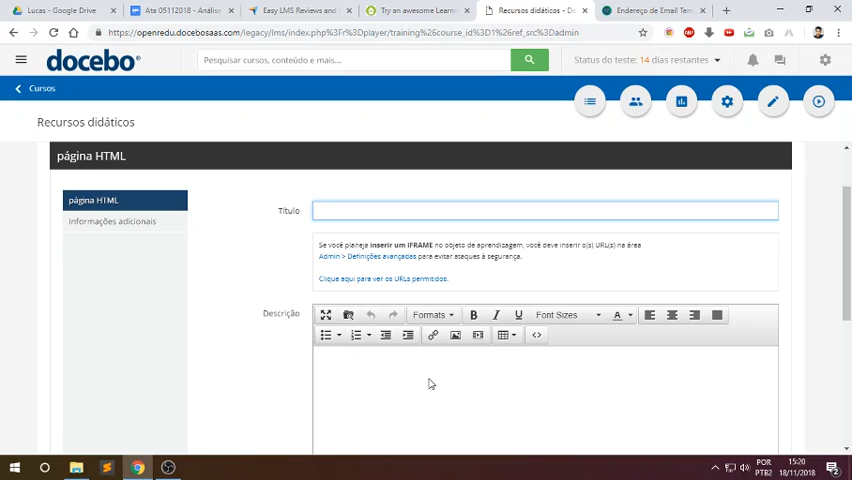 Lucas - Google Drive
Ata 05112018 - Análise
Easy LMS Reviews and P
Try an awesome Learni
Recursos didáticos - Do
Endereço de Email Tem
https://openredu.docebosaas.com/legacy/lms/index.php/r%3Dplayer/training%26course_id%3D1%26ref_src%3Dadmin
docebo
Pesquisar cursos, conteúdo e mais...
Status do teste: 14 dias restantes
Cursos
Recursos didáticos
página HTML
página HTML
Informações adicionais
Título
Se você planeja inserir um IFRAME no objeto de aprendizagem, você deve inserir o(s) URL(s) na área
Admin > Definições avançadas para evitar ataques à segurança.
Clique aqui para ver os URLs permitidos.
Descrição
Formats
B
I
U
Font Sizes
A
POR
PTB2
15:20
18/11/2018
2